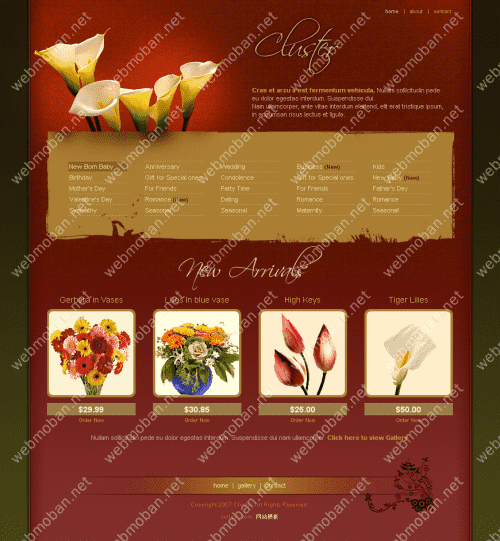 home | about | contact
Cluster
Cras et arcu a est fermentum vehicula. Nullam sollicitudin pede
eu dolor egestas interdum. Suspendisse dui.
Nam ullamcorper, ante vitae interdum eleifend, elit erat tristique ipsum,
in accumsan risus lectus et ligula.
New Born Baby Anniversary Wedding Business (New) Kids
Birthday Gift for Special ones Condolence Gift for Special ones New (New)
Mother's Day For Friends Party Time For Friends Father's Day
Valentine's Day Romance (New) Dating Romance Romance
Sympathy Seasonal Seasonal Maternity Seasonal
New Arrivals
Gerbera in Vases Lilies In blue vase High Keys Tiger Lilies
$29.99 $30.85 $25.00 $50.00
Order Now Order Now Order Now Order Now
Nullam sollicitudin pede eu dolor egestas interdum. Suspendisse dui nam ullamcorper. Click here to view Gallery
home | gallery | contact
Copyright 2007 All Rights Reserved
网站模板
webmoban.net